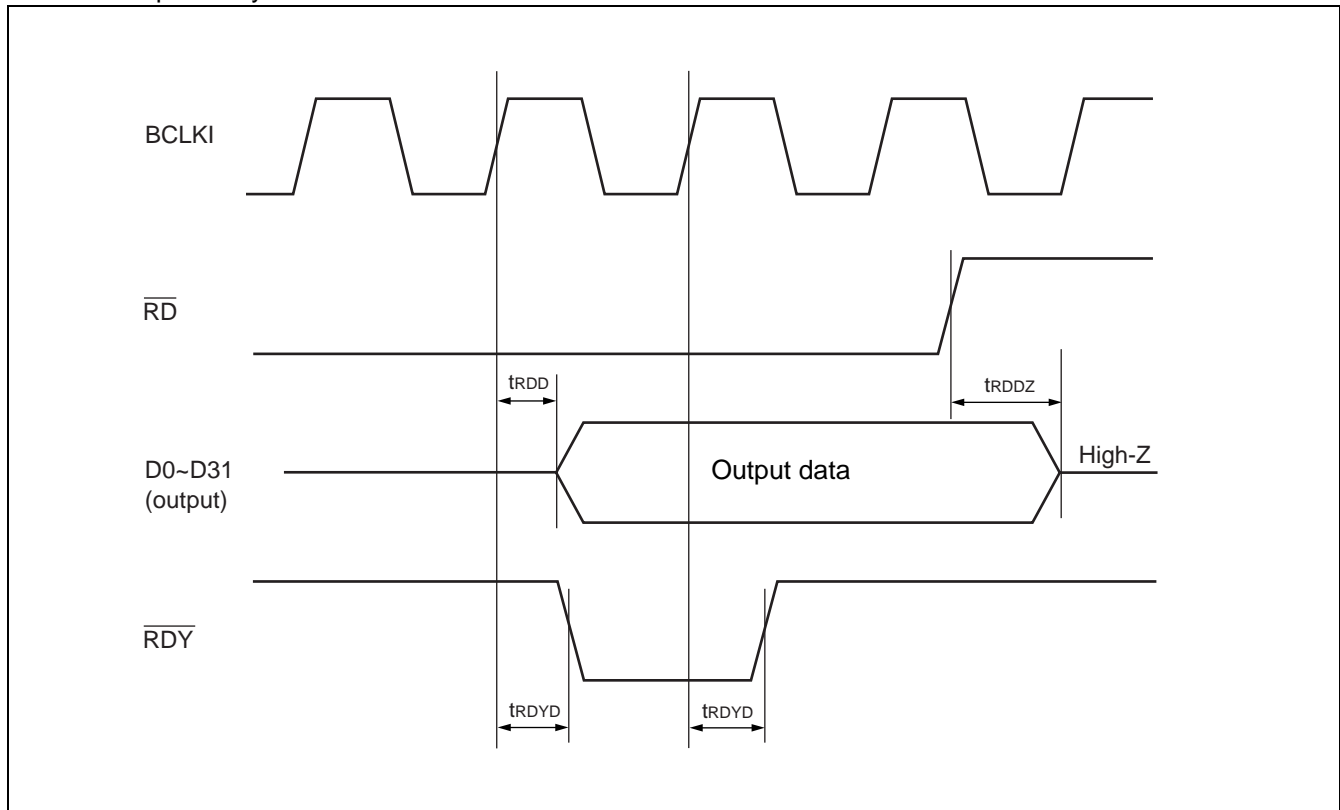 BCLKI
RD
tRDD
tRDDZ
D0~D31
(output)
Output data
High-Z
RDY
tRDYD
tRDYD